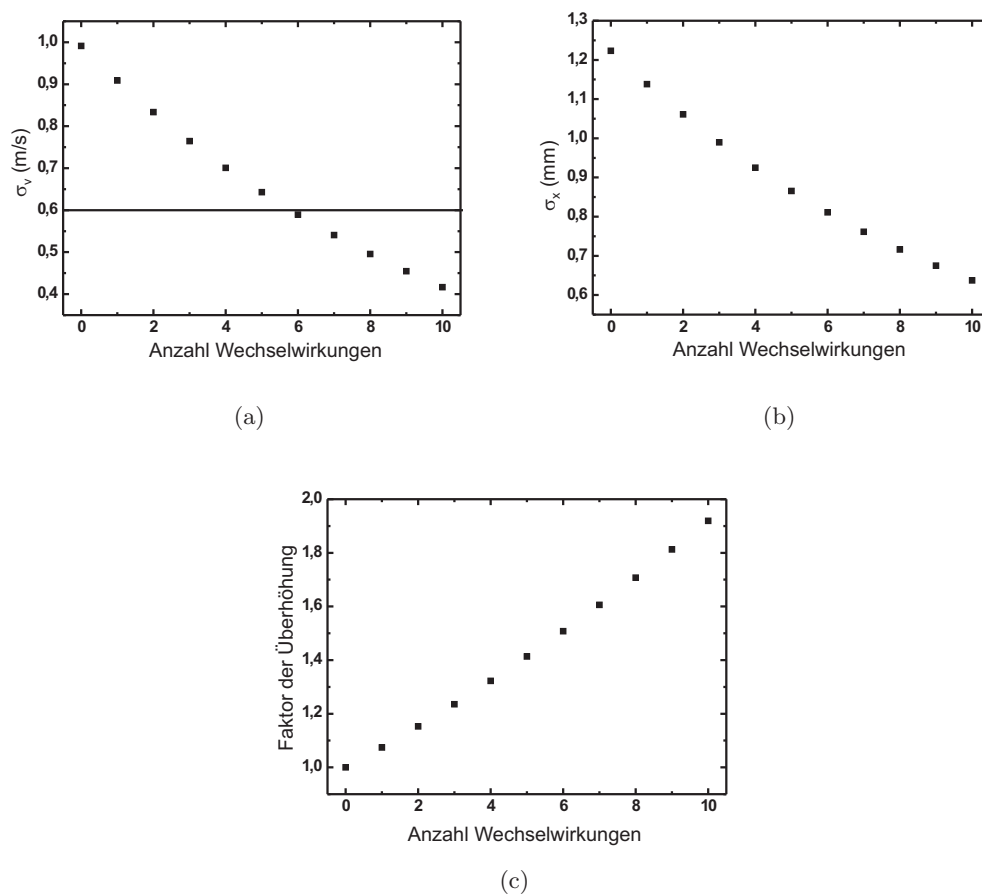 1,0
0,9
0,8
0,7
0,6
0,5
0,4
σv (m/s)
0 2 4 6 8 10
Anzahl Wechselwirkungen
(a)
1,3
1,2
1,1
1,0
0,9
0,8
0,7
0,6
σx (mm)
0 2 4 6 8 10
Anzahl Wechselwirkungen
(b)
2,0
1,8
1,6
1,4
1,2
1,0
Faktor der Überhöhung
0 2 4 6 8 10
Anzahl Wechselwirkungen
(c)